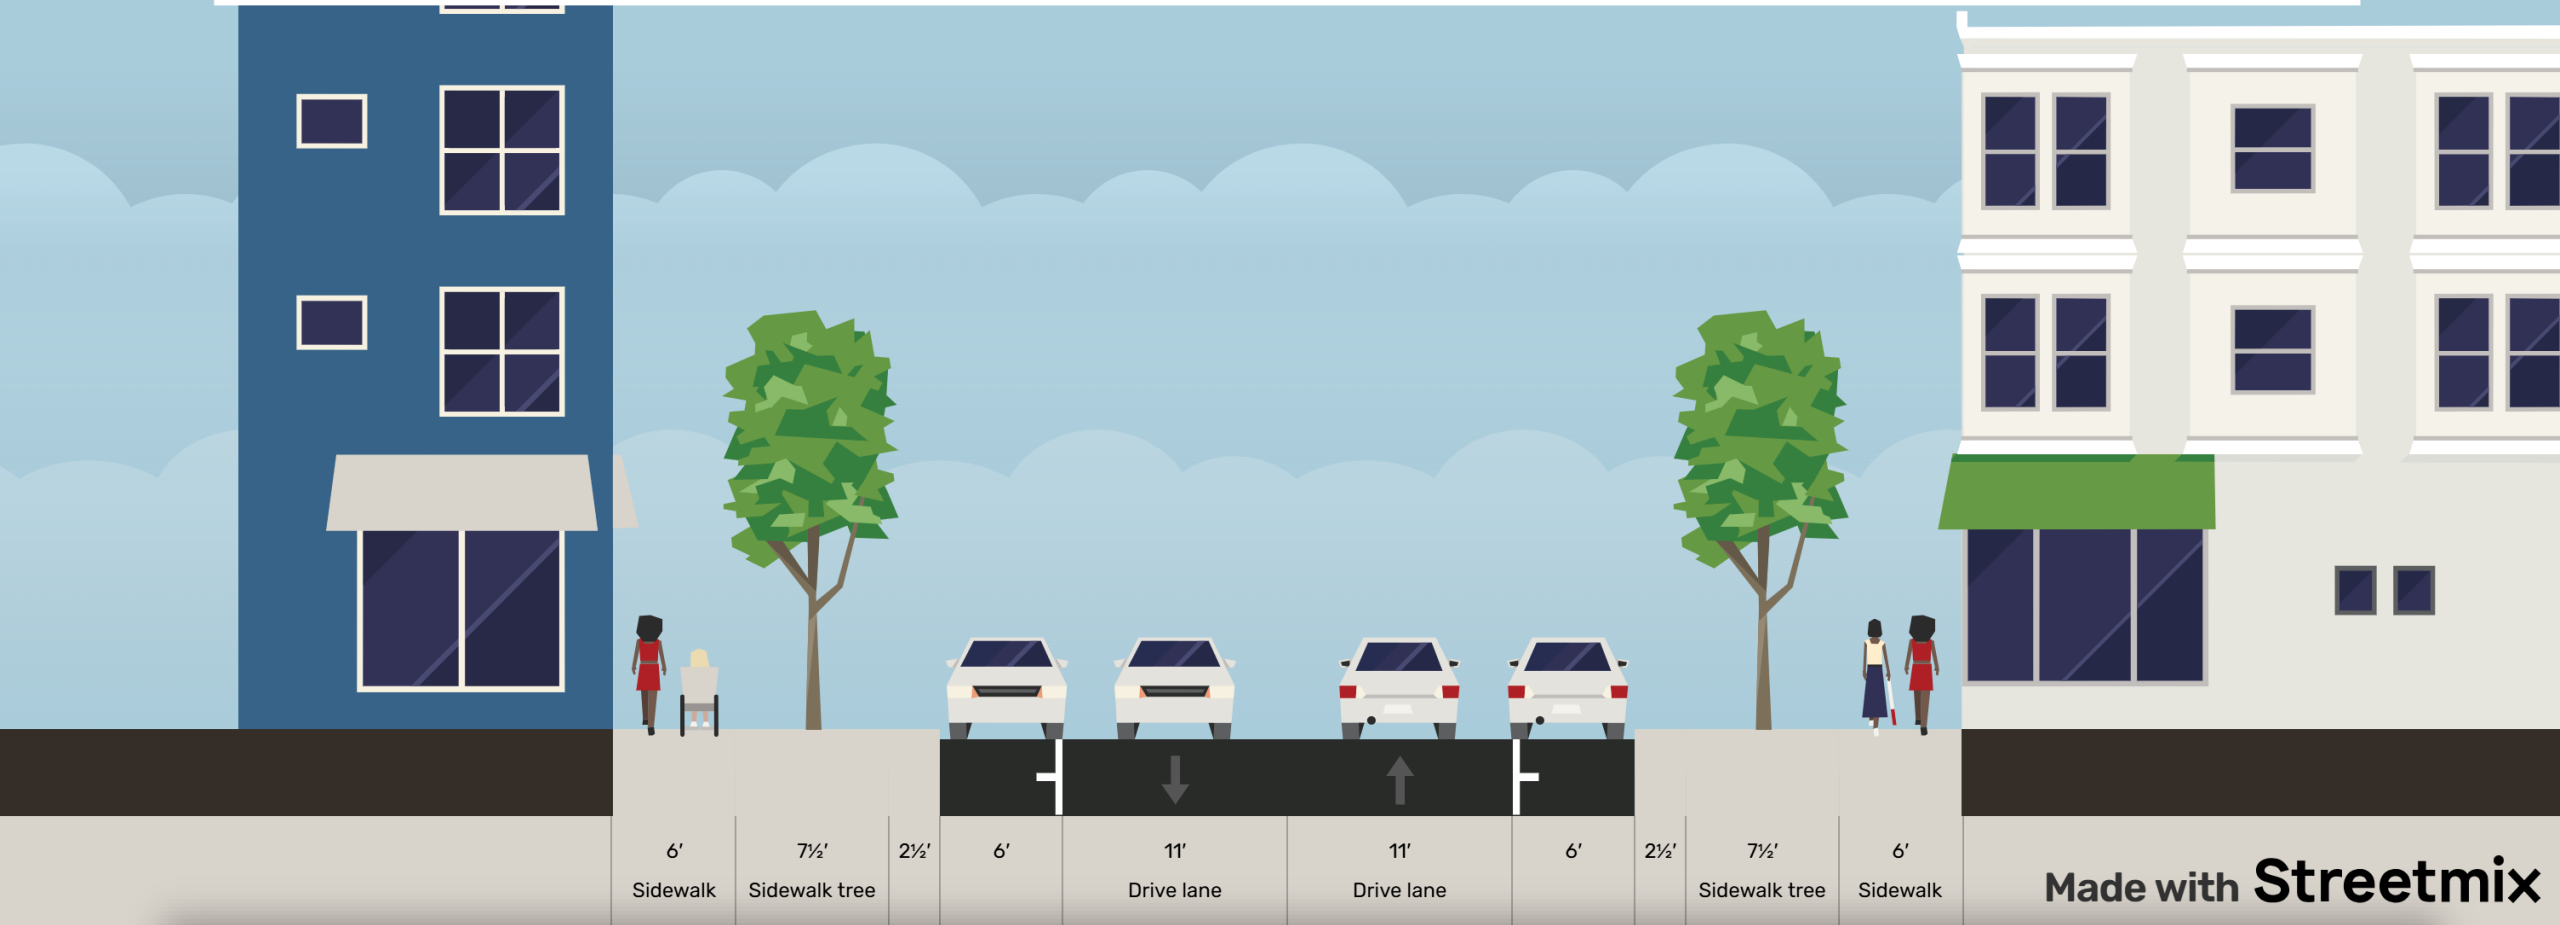 6′ 7½′ 2½′ 6′ 11′ 11′ 6′ 2½′ 7½′ 6′
Sidewalk Sidewalk tree Drive lane Drive lane Sidewalk tree Sidewalk
Made with Streetmix